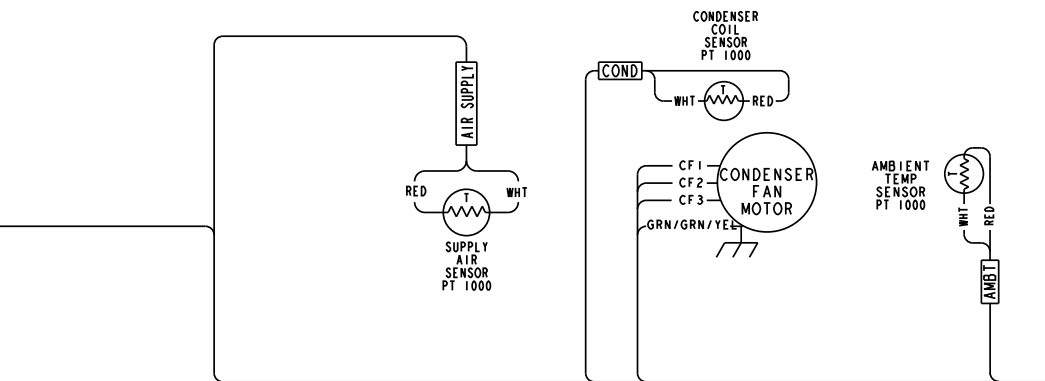 CONDENSER
COIL
SENSOR
PT 1000
COND
WHT
T
RED
AIR SUPPLY
RED
T
WHT
SUPPLY
AIR
SENSOR
PT 1000
CF1
CF2
CF3
GRN/GRN/YEL
CONDENSER
FAN
MOTOR
AMBIENT
TEMP
SENSOR
PT 1000
T
WHT
RED
AMBT